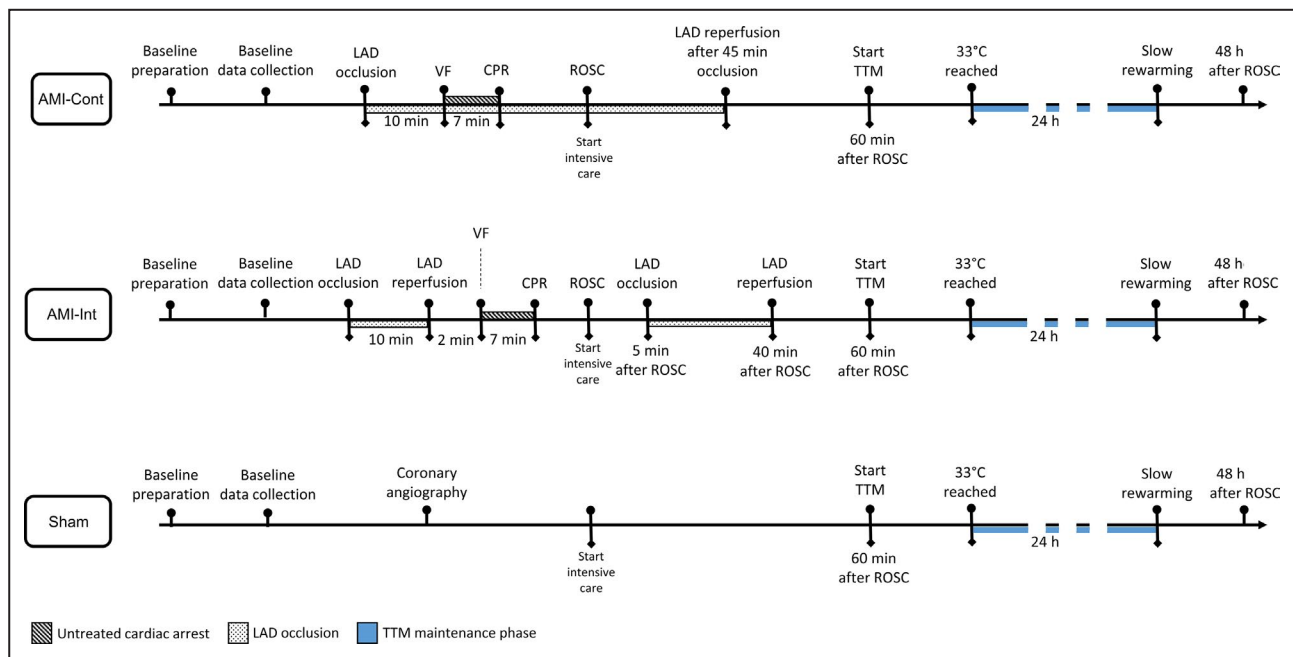 AMI-Cont
Baseline
preparation
Baseline
data collection
LAD
occlusion
VF
CPR
ROSC
LAD reperfusion
after 45 min
occlusion
Start
TTM
33°C
reached
Slow
rewarming
48 h
after ROSC
10 min
7 min
Start
intensive
care
60 min
after ROSC
24 h
AMI-Int
Baseline
preparation
Baseline
data collection
LAD
occlusion
LAD
reperfusion
VF
CPR
ROSC
LAD
occlusion
LAD
reperfusion
Start
TTM
33°C
reached
Slow
rewarming
48 h
after ROSC
10 min
2 min
7 min
Start
intensive
care
5 min
after ROSC
40 min
after ROSC
60 min
after ROSC
24 h
Sham
Baseline
preparation
Baseline
data collection
Coronary
angiography
Start
TTM
33°C
reached
Slow
rewarming
48 h
after ROSC
Start
intensive
care
60 min
after ROSC
24 h
Untreated cardiac arrest
LAD occlusion
TTM maintenance phase